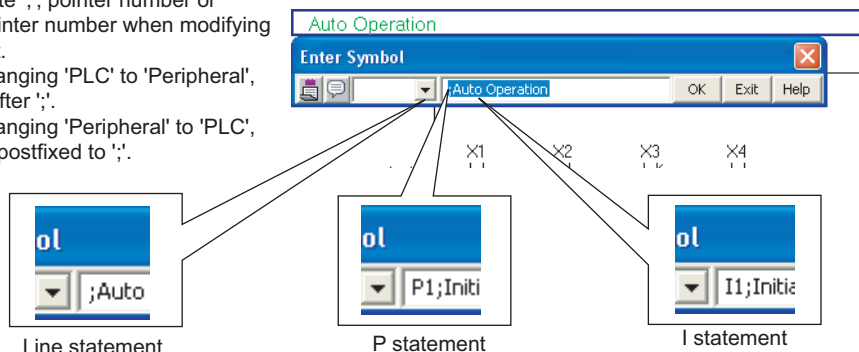 pointer number or
inter number when modifying
Auto Operation
anging 'PLC' to 'Peripheral',
fter ';'.
anging 'Peripheral' to 'PLC',
postfixed to ';'.
Enter Symbol
;Auto Operation
OK Exit Help
X1 X2 X3 X4
ol
;Auto
Line statement
ol
P1;Initi
P statement
ol
I1;Initia
I statement